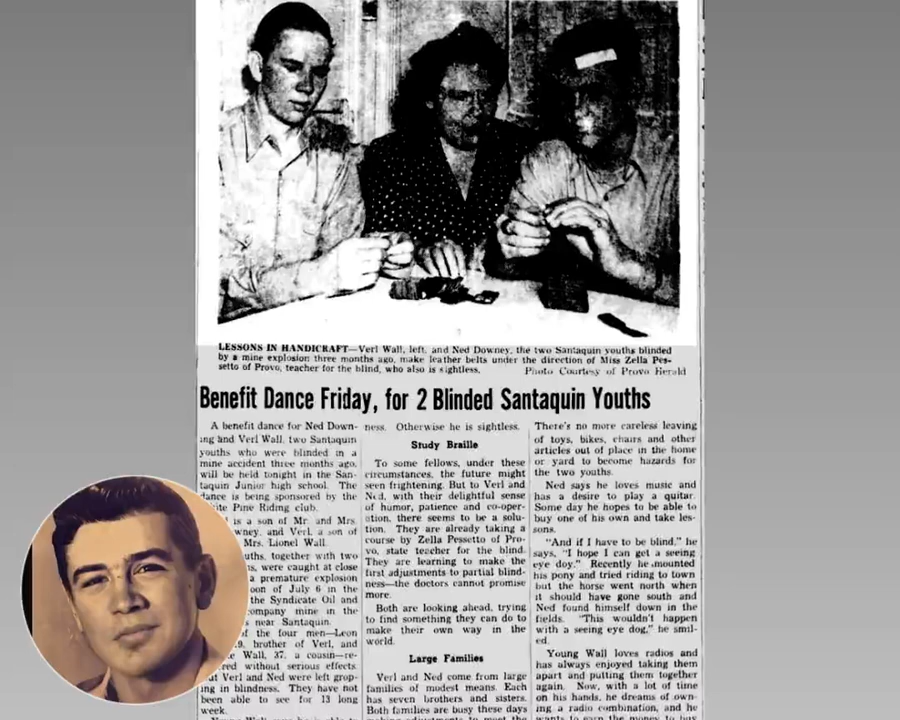 LESSONS IN HANDICRAFT—Verl Wall, left, and Ned Downey, the two Santaquin youths blinded
by a mine explosion three months ago, make leather belts under the direction of Miss Zella Pes-
setto of Provo, teacher for the blind, who also is sightless. Photo Courtesy of Provo Herald
Benefit Dance Friday, for 2 Blinded Santaquin Youths
A benefit dance for Ned Down-
ing and Verl Wall, two Santaquin
youths who were blinded in a
mine accident three months ago,
will be held tonight in the San-
taquin Junior high school. The
dance is being sponsored by the
Pine Riding club.
is a son of Mr. and Mrs.
and Verl, a son of
Mrs. Lionel Wall.
together with two
were caught at close
a premature explosion
of July 6 in the
the Syndicate Oil and
mine in the
near Santaquin.
of the four men—Leon
brother of Verl, and
Wall, 37, a cousin—re-
without serious effects.
Verl and Ned were left grop-
ing in blindness. They have not
been able to see for 13 long
week.
ness. Otherwise he is sightless.
Study Braille
To some fellows, under these
circumstances, the future might
seen frightening. But to Verl and
Ned, with their delightful sense
of humor, patience and co-oper-
ation, there seems to be a solu-
tion. They are already taking a
course by Zella Pessetto of Pro-
vo, state teacher for the blind.
They are learning to make the
first adjustments to partial blind-
ness—the doctors cannot promise
more.
Both are looking ahead, trying
to find something they can do to
make their own way in the
world.
Large Families
Verl and Ned come from large
families of modest means. Each
has seven brothers and sisters.
Both families are busy these days
There's no more careless leaving
of toys, bikes, chairs and other
articles out of place in the home
or yard to become hazards for
the two youths.
Ned says he loves music and
has a desire to play a quitar.
Some day he hopes to be able to
buy one of his own and take les-
sons.
"And if I have to be blind," he
says, "I hope I can get a seeing
eye doy." Recently he mounted
his pony and tried riding to town
but the horse went north when
it should have gone south and
Ned found himself down in the
fields. "This wouldn't happen
with a seeing eye dog," he smil-
ed.
Young Wall loves radios and
has always enjoyed taking them
apart and putting them together
again. Now, with a lot of time
on his hands, he dreams of own-
ing a radio combination, and he
wants to earn the money to buy